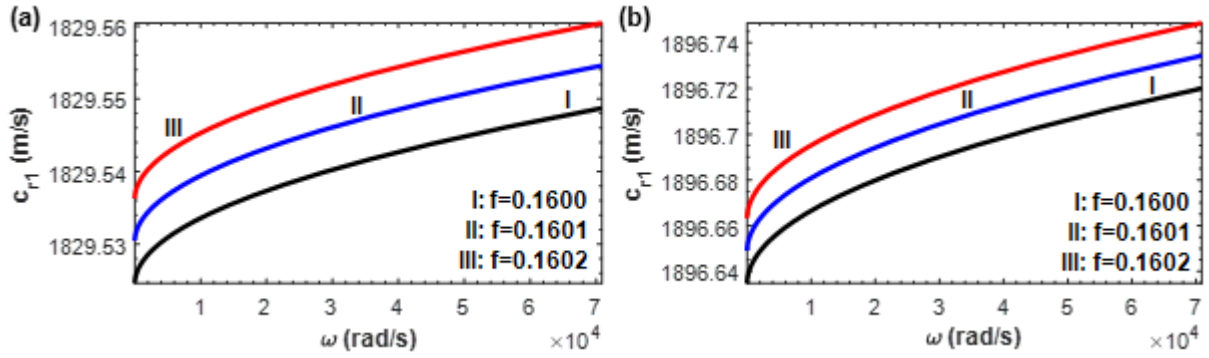 (a)
c_r1 (m/s)
1829.56
1829.55
1829.54
1829.53
III
II
I
I: f=0.1600
II: f=0.1601
III: f=0.1602
1 2 3 4 5 6 7
ω (rad/s)
×10^4
(b)
c_r1 (m/s)
1896.74
1896.72
1896.7
1896.68
1896.66
1896.64
III
II
I
I: f=0.1600
II: f=0.1601
III: f=0.1602
1 2 3 4 5 6 7
ω (rad/s)
×10^4